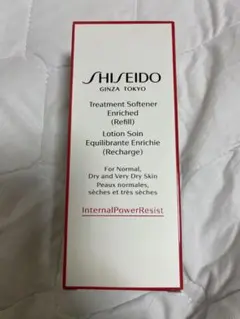 SHISEIDO
GINZA TOKYO
Treatment Softener
Enriched
(Refill)
Lotion Soin
Equilibrante Enrichie
(Recharge)
For Normal,
Dry and Very Dry Skin
Peaux normales,
sèches et très sèches
InternalPowerResist